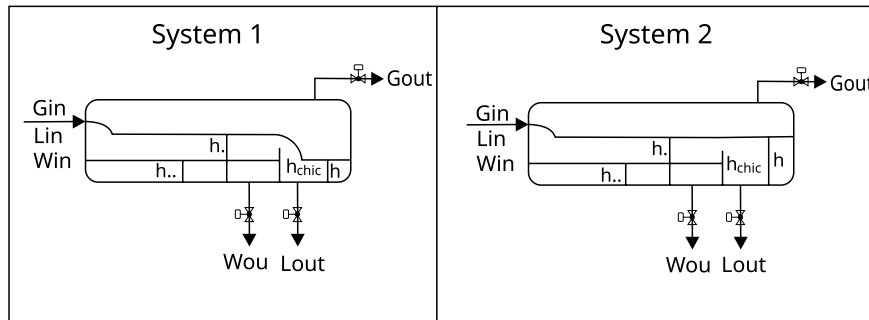 System 1
Gout
Gin
Lin
Win
h.
h..
hchic
h
Wou
Lout
System 2
Gout
Gin
Lin
Win
h.
h..
hchic
h
Wou
Lout